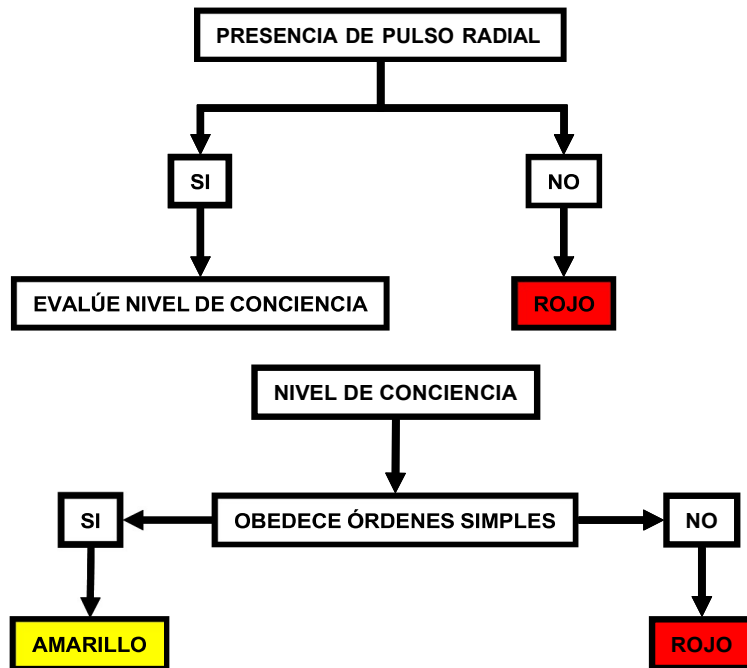 PRESENCIA DE PULSO RADIAL
SI
NO
EVALÚE NIVEL DE CONCIENCIA
ROJO
NIVEL DE CONCIENCIA
SI
OBEDECE ÓRDENES SIMPLES
NO
AMARILLO
ROJO